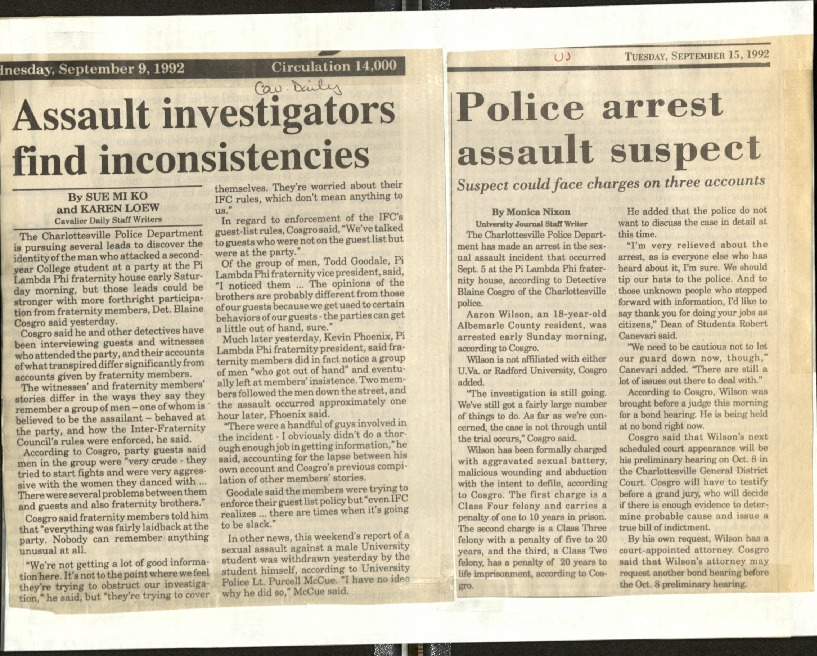 dnesday, September 9, 1992 Circulation 14,000
Cav. Daily
Assault investigators
find inconsistencies
By SUE MI KO
and KAREN LOEW
Cavalier Daily Staff Writers
The Charlottesville Police Department
is pursuing several leads to discover the
identity of the man who attacked a second-
year College student at a party at the Pi
Lambda Phi fraternity house early Satur-
day morning, but those leads could be
stronger with more forthright participa-
tion from fraternity members, Det. Blaine
Cosgro said yesterday.
Cosgro said he and other detectives have
been interviewing guests and witnesses
who attended the party, and their accounts
of what transpired differ significantly from
accounts given by fraternity members.
The witnesses' and fraternity members'
stories differ in the ways they say they
remember a group of men – one of whom is
believed to be the assailant – behaved at
the party, and how the Inter-Fraternity
Council's rules were enforced, he said.
According to Cosgro, party guests said
men in the group were "very crude - they
tried to start fights and were very aggres-
sive with the women they danced with ...
There were several problems between them
and guests and also fraternity brothers."
Cosgro said fraternity members told him
that "everything was fairly laidback at the
party. Nobody can remember anything
unusual at all.
"We're not getting a lot of good informa-
tion here. It's not to the point where we feel
they're trying to obstruct our investiga-
tion," he said, but "they're trying to cover
themselves. They're worried about their
IFC rules, which don't mean anything to
us."
In regard to enforcement of the IFC's
guest-list rules, Cosgro said, "We've talked
to guests who were not on the guest list but
were at the party."
Of the group of men, Todd Goodale, Pi
Lambda Phi fraternity vice president, said,
"I noticed them ... The opinions of the
brothers are probably different from those
of our guests because we get used to certain
behaviors of our guests - the parties can get
a little out of hand, sure."
Much later yesterday, Kevin Phoenix, Pi
Lambda Phi fraternity president, said fra-
ternity members did in fact notice a group
of men "who got out of hand" and eventu-
ally left at members' insistence. Two mem-
bers followed the men down the street, and
the assault occurred approximately one
hour later, Phoenix said.
"There were a handful of guys involved in
the incident - I obviously didn't do a thor-
ough enough job in getting information," he
said, accounting for the lapse between his
own account and Cosgro's previous compi-
lation of other members' stories.
Goodale said the members were trying to
enforce their guest list policy but "even IFC
realizes ... there are times when it's going
to be slack."
In other news, this weekend's report of a
sexual assault against a male University
student was withdrawn yesterday by the
student himself, according to University
Police Lt. Purcell McCue. "I have no idea
why he did so," McCue said.
UJ
TUESDAY, SEPTEMBER 15, 1992
Police arrest
assault suspect
Suspect could face charges on three accounts
By Monica Nixon
University Journal Staff Writer
The Charlottesville Police Depart-
ment has made an arrest in the sex-
ual assault incident that occurred
Sept. 5 at the Pi Lambda Phi frater-
nity house, according to Detective
Blaine Cosgro of the Charlottesville
police.
Aaron Wilson, an 18-year-old
Albemarle County resident, was
arrested early Sunday morning,
according to Cosgro.
Wilson is not affiliated with either
U.Va. or Radford University, Cosgro
added.
"The investigation is still going.
We've still got a fairly large number
of things to do. As far as we're con-
cerned, the case is not through until
the trial occurs," Cosgro said.
Wilson has been formally charged
with aggravated sexual battery,
malicious wounding and abduction
with the intent to defile, according
to Cosgro. The first charge is a
Class Four felony and carries a
penalty of one to 10 years in prison.
The second charge is a Class Three
felony with a penalty of five to 20
years, and the third, a Class Two
felony, has a penalty of 20 years to
life imprisonment, according to Cos-
gro.
He added that the police do not
want to discuss the case in detail at
this time.
"I'm very relieved about the
arrest, as is everyone else who has
heard about it, I'm sure. We should
tip our hats to the police. And to
those unknown people who stepped
forward with information, I'd like to
say thank you for doing your jobs as
citizens," Dean of Students Robert
Canevari said.
"We need to be cautious not to let
our guard down now, though,"
Canevari added. "There are still a
lot of issues out there to deal with."
According to Cosgro, Wilson was
brought before a judge this morning
for a bond hearing. He is being held
at no bond right now.
Cosgro said that Wilson's next
scheduled court appearance will be
his preliminary hearing on Oct. 8 in
the Charlottesville General District
Court. Cosgro will have to testify
before a grand jury, who will decide
if there is enough evidence to deter-
mine probable cause and issue a
true bill of indictment.
By his own request, Wilson has a
court-appointed attorney. Cosgro
said that Wilson's attorney may
request another bond hearing before
the Oct. 8 preliminary hearing.